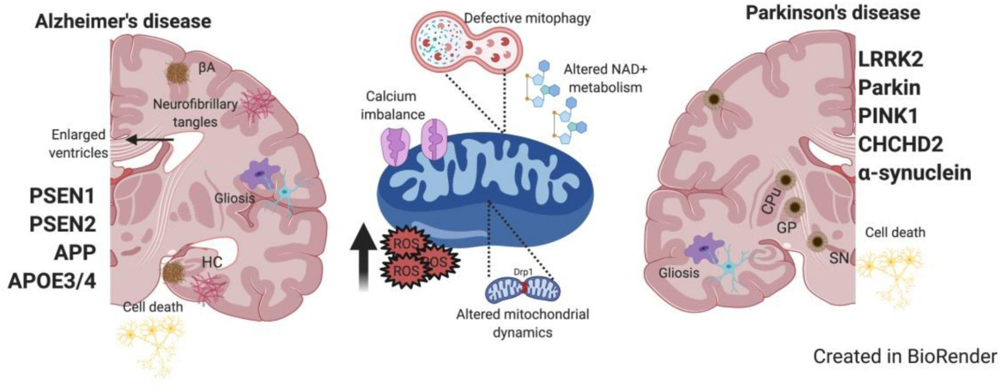 Alzheimer's disease
βA
Neurofibrillary
tangles
Enlarged
ventricles
PSEN1
PSEN2
APP
APOE3/4
Gliosis
HC
Cell death
Defective mitophagy
Altered NAD+
metabolism
Calcium
imbalance
ROS
ROS
ROS
Drp1
Altered mitochondrial
dynamics
Parkinson's disease
LRRK2
Parkin
PINK1
CHCHD2
α-synuclein
CPu
GP
SN
Cell death
Gliosis
Created in BioRender